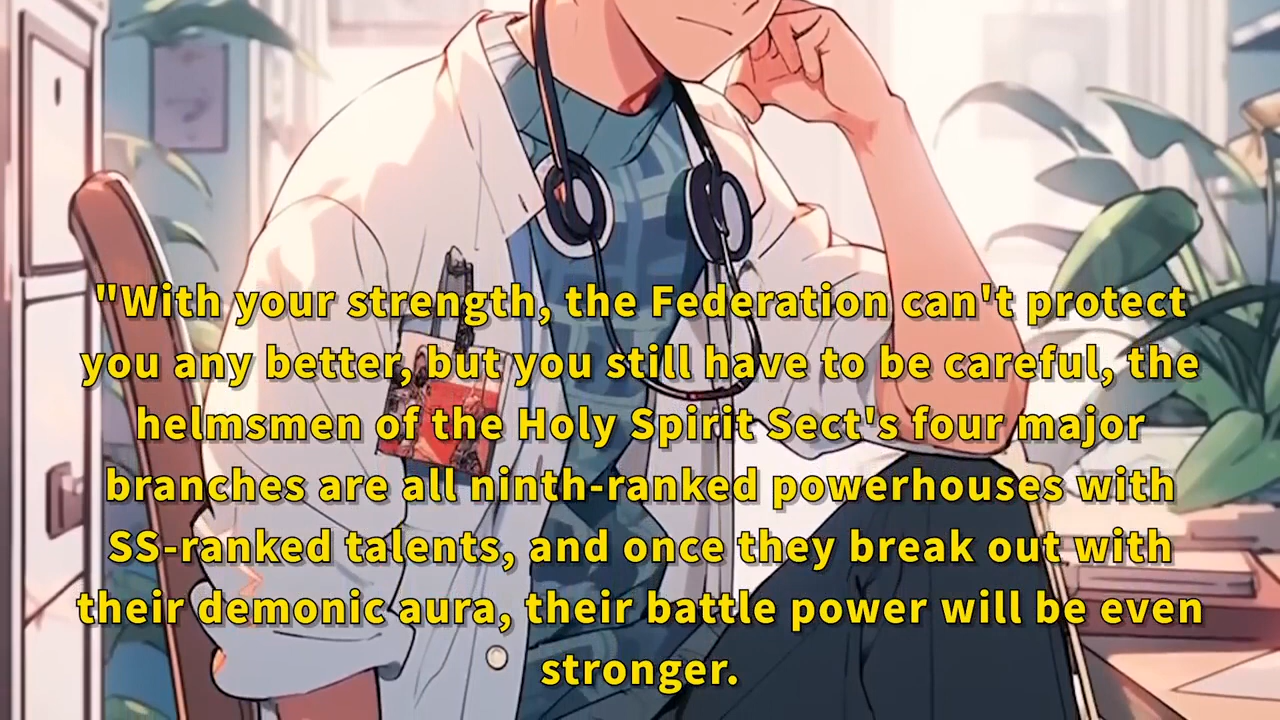 "With your strength, the Federation can't protect
you any better, but you still have to be careful, the
helmsmen of the Holy Spirit Sect's four major
branches are all ninth-ranked powerhouses with
SS-ranked talents, and once they break out with
their demonic aura, their battle power will be even
stronger.